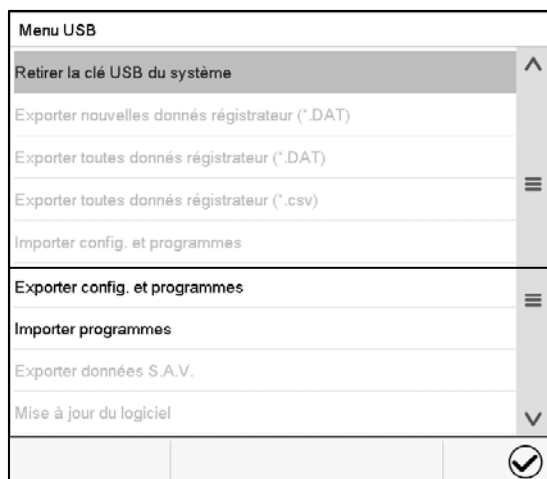 Menu USB
Retirer la clé USB du système
Exporter nouvelles donnés régistrateur (*.DAT)
Exporter toutes donnés régistrateur (*.DAT)
Exporter toutes donnés régistrateur (*.csv)
Importer config. et programmes
Exporter config. et programmes
Importer programmes
Exporter données S.A.V.
Mise à jour du logiciel